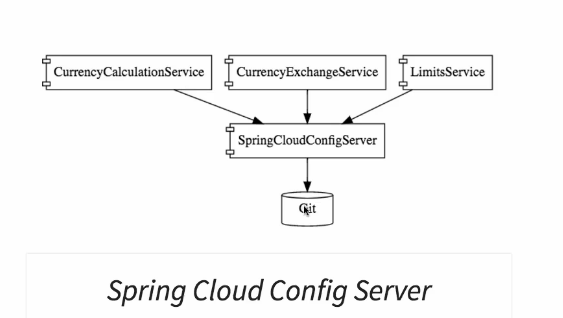 CurrencyCalculationService CurrencyExchangeService LimitsService
SpringCloudConfigServer
Git
Spring Cloud Config Server